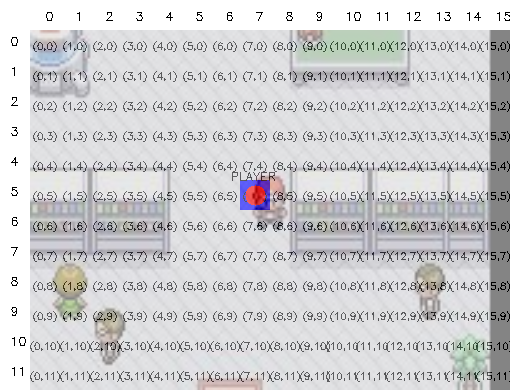 0 1 2 3 4 5 6 7 8 9 10 11 12 13 14 15
0 (0,0) (1,0) (2,0) (3,0) (4,0) (5,0) (6,0) (7,0) (8,0) (9,0) (10,0) (11,0) (12,0) (13,0) (14,0) (15,0)
1 (0,1) (1,1) (2,1) (3,1) (4,1) (5,1) (6,1) (7,1) (8,1) (9,1) (10,1) (11,1) (12,1) (13,1) (14,1) (15,1)
2 (0,2) (1,2) (2,2) (3,2) (4,2) (5,2) (6,2) (7,2) (8,2) (9,2) (10,2) (11,2) (12,2) (13,2) (14,2) (15,2)
3 (0,3) (1,3) (2,3) (3,3) (4,3) (5,3) (6,3) (7,3) (8,3) (9,3) (10,3) (11,3) (12,3) (13,3) (14,3) (15,3)
4 (0,4) (1,4) (2,4) (3,4) (4,4) (5,4) (6,4) (7,4) (8,4) (9,4) (10,4) (11,4) (12,4) (13,4) (14,4) (15,4)
PLAYER
5 (0,5) (1,5) (2,5) (3,5) (4,5) (5,5) (6,5) (8,5) (9,5) (10,5) (11,5) (12,5) (13,5) (14,5) (15,5)
6 (0,6) (1,6) (2,6) (3,6) (4,6) (5,6) (6,6) (7,6) (8,6) (9,6) (10,6) (11,6) (12,6) (13,6) (14,6) (15,6)
7 (0,7) (1,7) (2,7) (3,7) (4,7) (5,7) (6,7) (7,7) (8,7) (9,7) (10,7) (11,7) (12,7) (13,7) (14,7) (15,7)
8 (0,8) (1,8) (2,8) (3,8) (4,8) (5,8) (6,8) (7,8) (8,8) (9,8) (10,8) (11,8) (12,8) (13,8) (14,8) (15,8)
9 (0,9) (1,9) (2,9) (3,9) (4,9) (5,9) (6,9) (7,9) (8,9) (9,9) (10,9) (11,9) (12,9) (13,9) (14,9) (15,9)
10 (0,10) (1,10) (2,10) (3,10) (4,10) (5,10) (6,10) (7,10) (8,10) (9,10) (10,10) (11,10) (12,10) (13,10) (14,10) (15,10)
11 (0,11) (1,11) (2,11) (3,11) (4,11) (5,11) (6,11) (7,11) (8,11) (9,11) (10,11) (11,11) (12,11) (13,11) (14,11) (15,11)